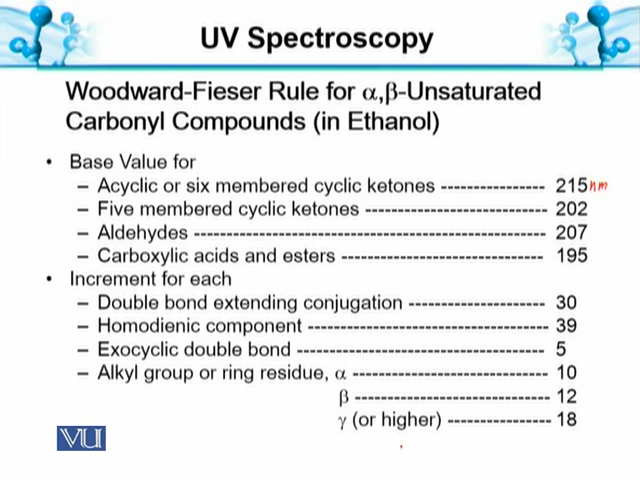 UV Spectroscopy
Woodward-Fieser Rule for α,β-Unsaturated
Carbonyl Compounds (in Ethanol)
• Base Value for
– Acyclic or six membered cyclic ketones ---------------- 215 nm
– Five membered cyclic ketones ---------------------------- 202
– Aldehydes ------------------------------------------------------ 207
– Carboxylic acids and esters ------------------------------- 195
• Increment for each
– Double bond extending conjugation --------------------- 30
– Homodienic component ------------------------------------- 39
– Exocyclic double bond -------------------------------------- 5
– Alkyl group or ring residue, α ------------------------------ 10
β ------------------------------ 12
γ (or higher) ---------------- 18
VU